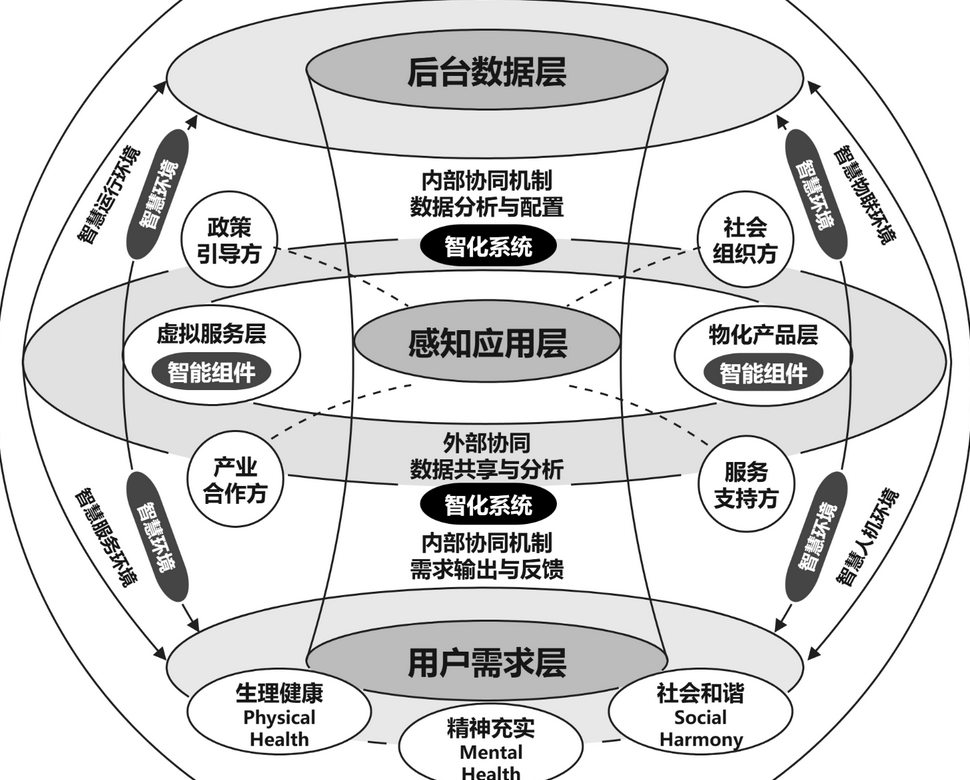 后台数据层
内部协同机制
数据分析与配置
智化系统
智慧运行环境
智慧环境
智慧环境
智慧物联环境
政策
引导方
社会
组织方
虚拟服务层
智能组件
感知应用层
物化产品层
智能组件
产业
合作方
外部协同
数据共享与分析
智化系统
内部协同机制
需求输出与反馈
服务
支持方
智慧服务环境
智慧环境
智慧环境
智慧人机环境
用户需求层
生理健康
Physical
Health
精神充实
Mental
Health
社会和谐
Social
Harmony